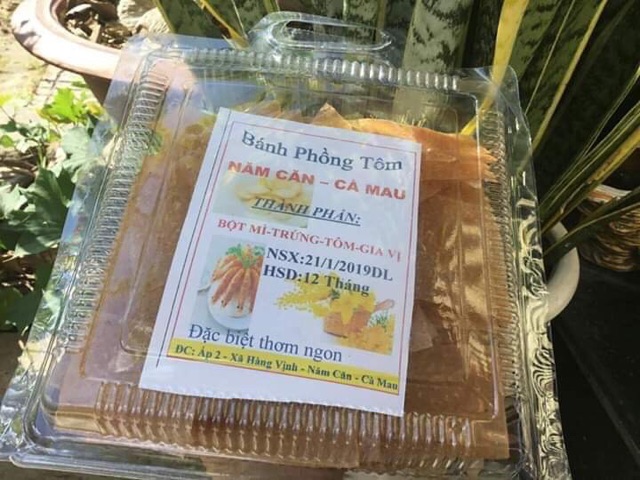 Bánh Phồng Tôm
NĂM CĂN - CÀ MAU
THÀNH PHẦN:
BỘT MÌ-TRỨNG-TÔM-GIA VỊ
NSX:21/1/2019DL
HSD:12 Tháng
Đặc biệt thơm ngon
ĐC: Ấp 2 - Xã Hàng Vịnh - Năm Căn - Cà Mau